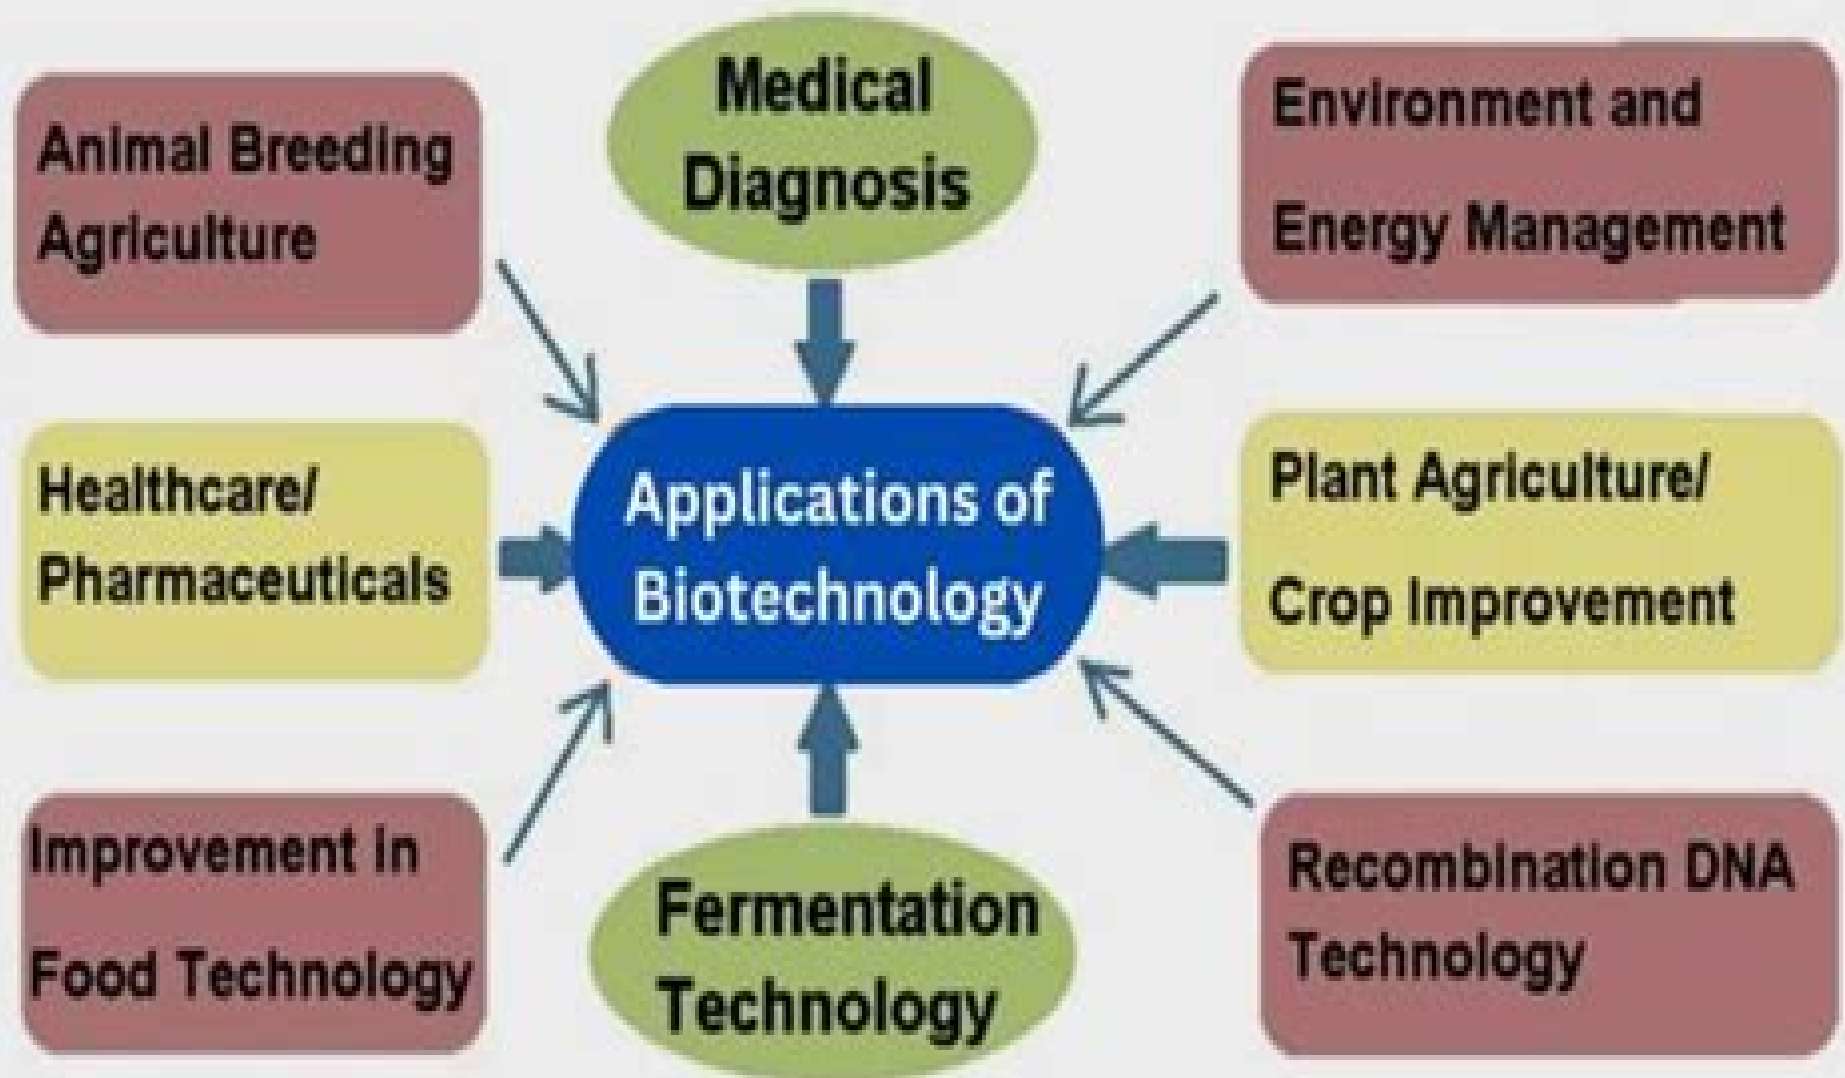 Medical
Diagnosis
Animal Breeding
Agriculture
Environment and
Energy Management
Healthcare/
Pharmaceuticals
Applications of
Biotechnology
Plant Agriculture/
Crop Improvement
Improvement in
Food Technology
Fermentation
Technology
Recombination DNA
Technology